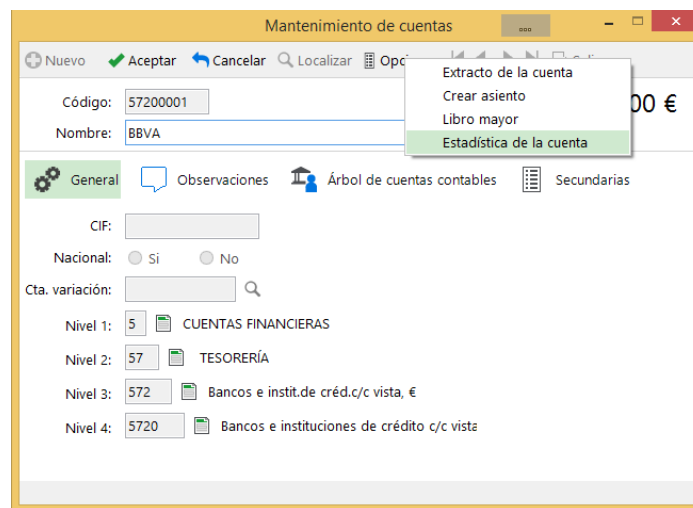 Mantenimiento de cuentas
Nuevo Aceptar Cancelar Localizar
Extracto de la cuenta
Crear asiento
Libro mayor
Estadística de la cuenta
Código: 57200001
00 €
Nombre: BBVA
General Observaciones Árbol de cuentas contables Secundarias
CIF:
Nacional: Si No
Cta. variación:
Nivel 1: 5 CUENTAS FINANCIERAS
Nivel 2: 57 TESORERÍA
Nivel 3: 572 Bancos e instit.de créd.c/c vista, €
Nivel 4: 5720 Bancos e instituciones de crédito c/c vista